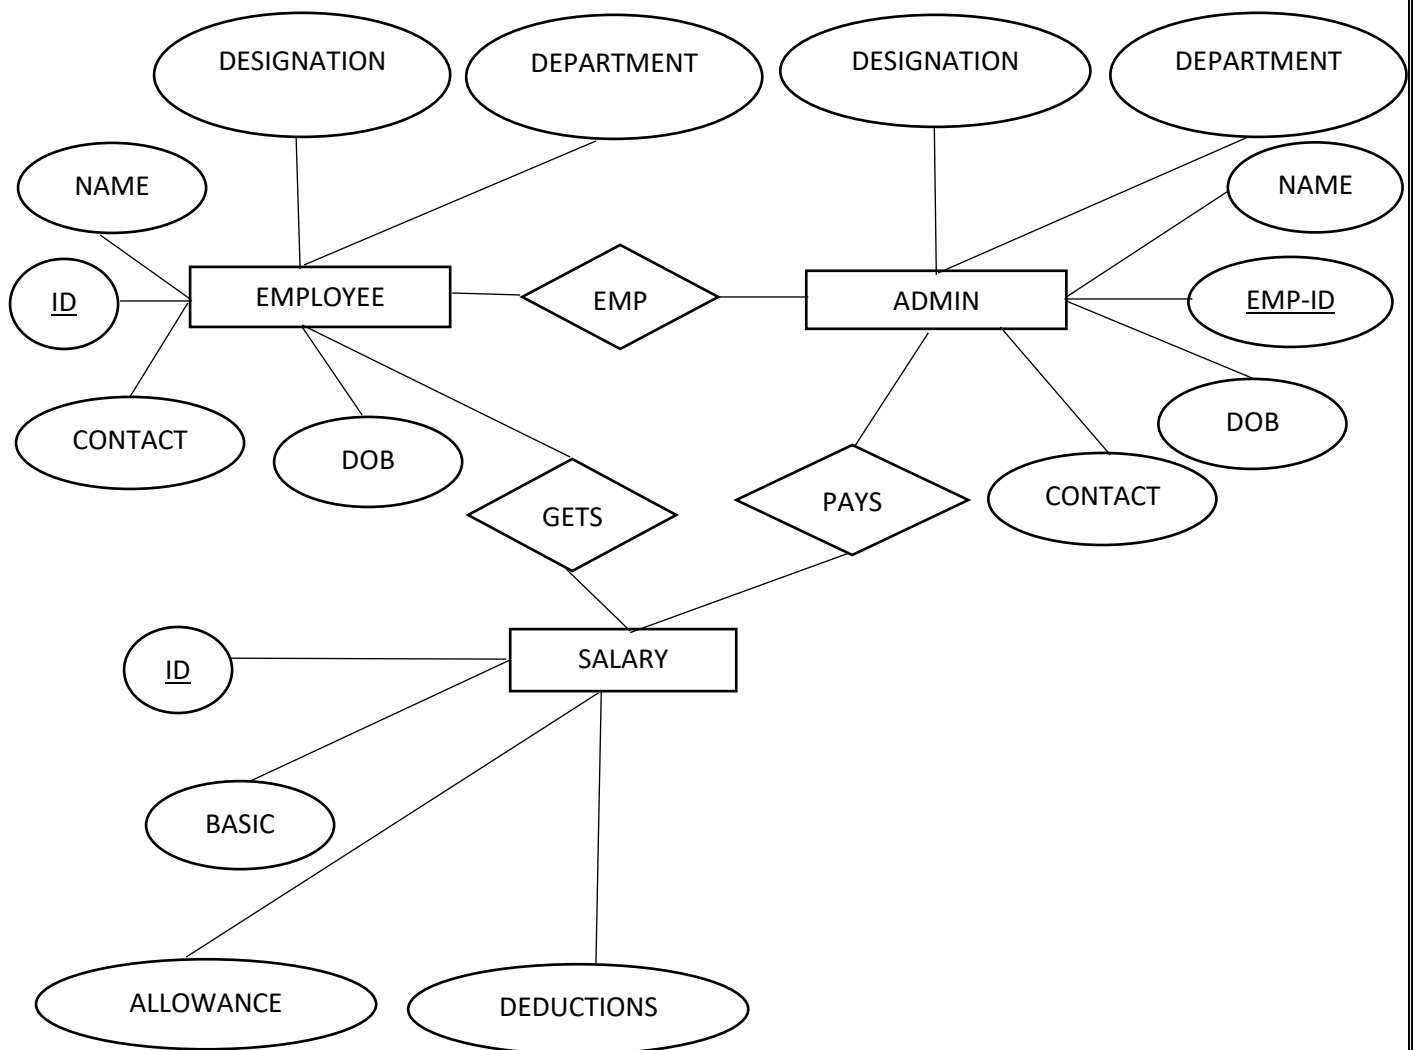 DESIGNATION
DEPARTMENT
DESIGNATION
DEPARTMENT
NAME
NAME
ID
EMPLOYEE
EMP
ADMIN
EMP-ID
CONTACT
DOB
DOB
GETS
PAYS
CONTACT
ID
SALARY
BASIC
ALLOWANCE
DEDUCTIONS